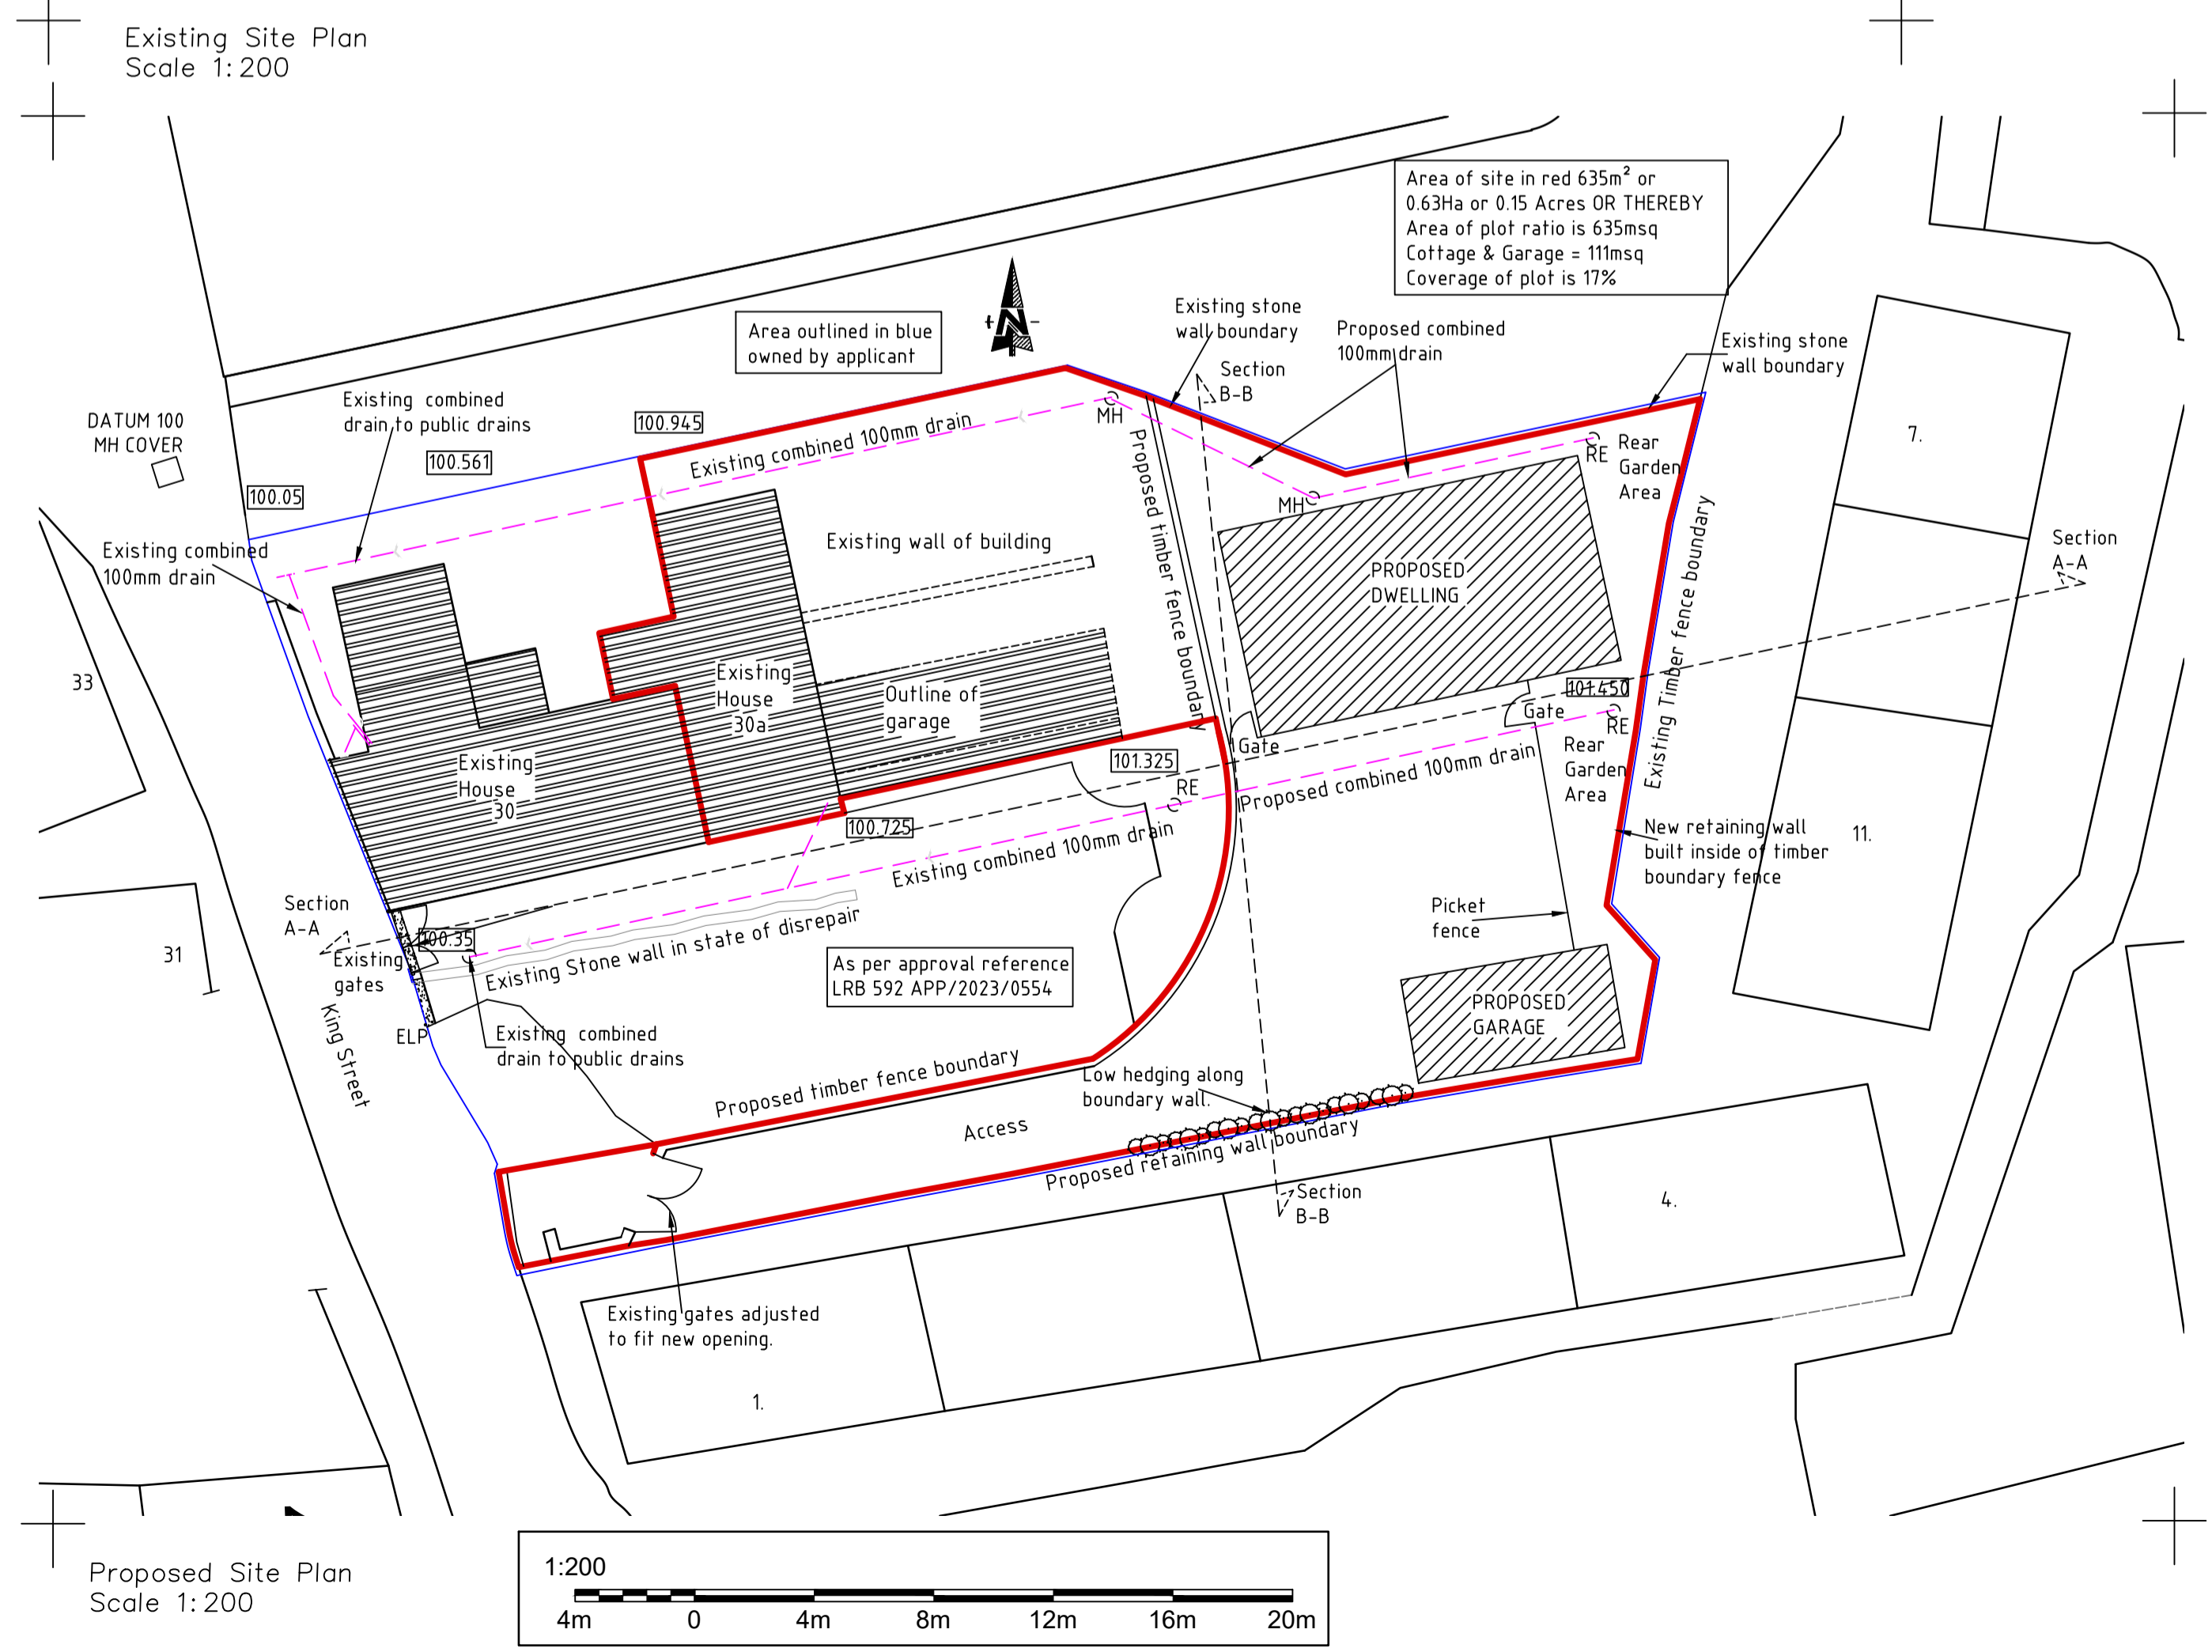 Existing Site Plan
Scale 1:200
Area of site in red 635m² or
0.63Ha or 0.15 Acres OR THEREBY
Area of plot ratio is 635msq
Cottage & Garage = 111msq
Coverage of plot is 17%
Area outlined in blue
owned by applicant
N
Existing stone
wall boundary
Section
B-B
Proposed combined
100mm drain
Existing stone
wall boundary
DATUM 100
MH COVER
Existing combined
drain to public drains
100.945
100.561
100.05
Existing combined 100mm drain
MH
MH
RE
Rear
Garden
Area
7.
Existing combined
100mm drain
Existing wall of building
Proposed timber fence boundary
PROPOSED
DWELLING
Existing Timber fence boundary
Section
A-A
33
Existing
House
30a
Outline of
garage
101.450
Gate
RE
Gate
Rear
Garden
Area
Existing
House
30
101.325
RE
Proposed combined 100mm drain
100.725
Existing combined 100mm drain
New retaining wall
built inside of timber
boundary fence
11.
Section
A-A
100.35
Existing
gates
31
Existing Stone wall in state of disrepair
As per approval reference
LRB 592 APP/2023/0554
Picket
fence
PROPOSED
GARAGE
King Street
ELP
Existing combined
drain to public drains
Proposed timber fence boundary
Low hedging along
boundary wall.
Access
Proposed retaining wall boundary
Section
B-B
4.
Existing gates adjusted
to fit new opening.
1.
Proposed Site Plan
Scale 1:200
1:200
4m 0 4m 8m 12m 16m 20m